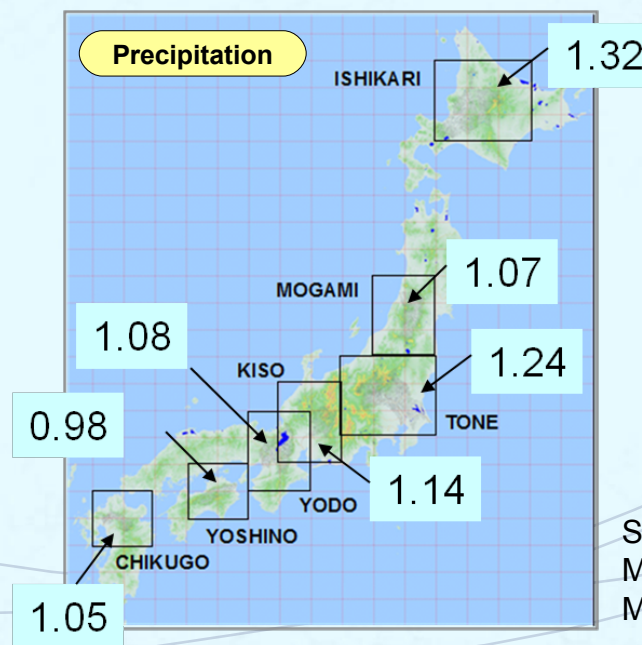 Precipitation
1.32
ISHIKARI
1.07
MOGAMI
1.08
1.24
KISO
0.98
TONE
1.14
YODO
YOSHINO
CHIKUGO
1.05
S
M
M